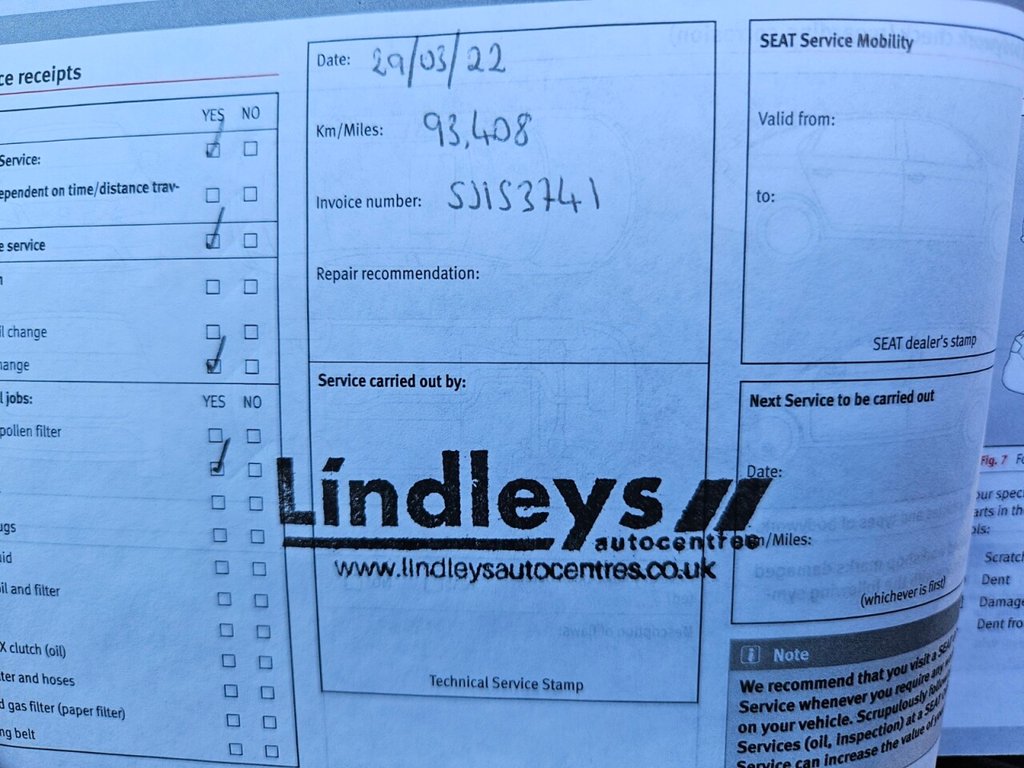 ce receipts
YES NO
Service:
ependent on time/distance trav-
e service
il change
hange
l jobs:
YES NO
pollen filter
ugs
uid
il and filter
X clutch (oil)
ter and hoses
d gas filter (paper filter)
ng belt
Date: 29/03/22
Km/Miles: 93,408
Invoice number: SJIS3741
Repair recommendation:
Service carried out by:
Lindleys
autocentres
www.lindleysautocentres.co.uk
Technical Service Stamp
SEAT Service Mobility
Valid from:
to:
SEAT dealer's stamp
Next Service to be carried out
Date:
Km/Miles:
(whichever is first)
Note
We recommend that you visit a SEAT
Service whenever you require any
on your vehicle. Scrupulously
Services (oil, inspection) at a SEAT
Service can increase the value of
Fig. 7
our speci
arts in the
ols:
Scratch
Dent
Damage
Dent fro